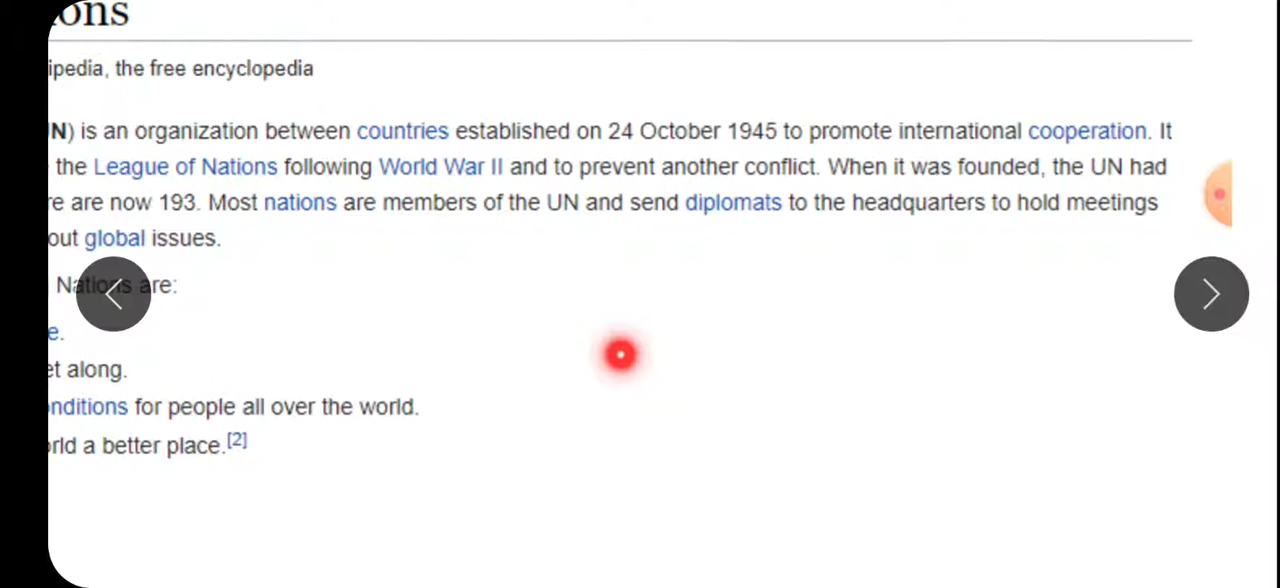 ons
ipedia, the free encyclopedia
N) is an organization between countries established on 24 October 1945 to promote international cooperation. It
the League of Nations following World War II and to prevent another conflict. When it was founded, the UN had
re are now 193. Most nations are members of the UN and send diplomats to the headquarters to hold meetings
out global issues.
Nations are:
e.
et along.
nditions for people all over the world.
rld a better place.[2]